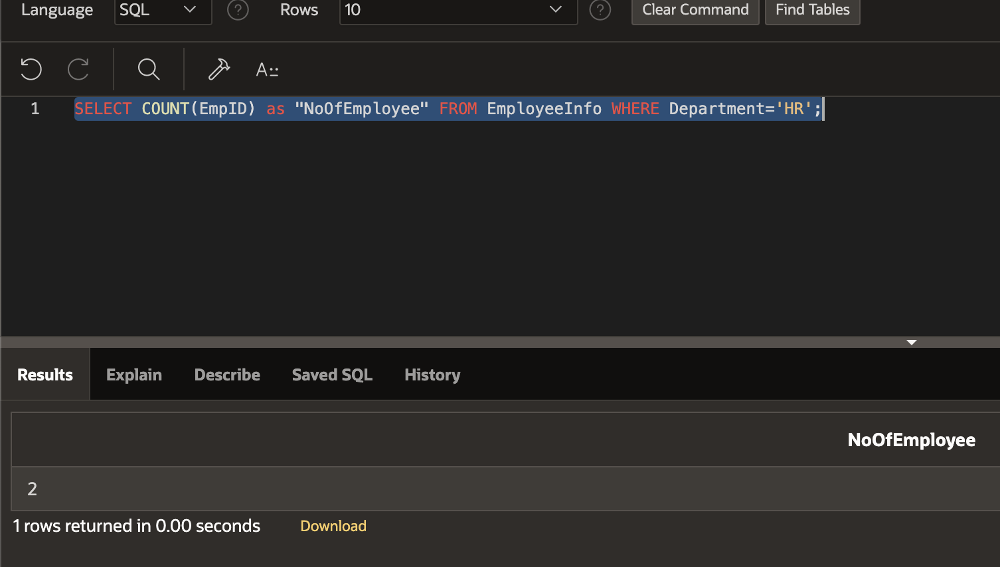 Language SQL ? Rows 10 ? Clear Command Find Tables
A::
1 SELECT COUNT(EmpID) as "NoOfEmployee" FROM EmployeeInfo WHERE Department='HR';
Results Explain Describe Saved SQL History
NoOfEmployee
2
1 rows returned in 0.00 seconds Download